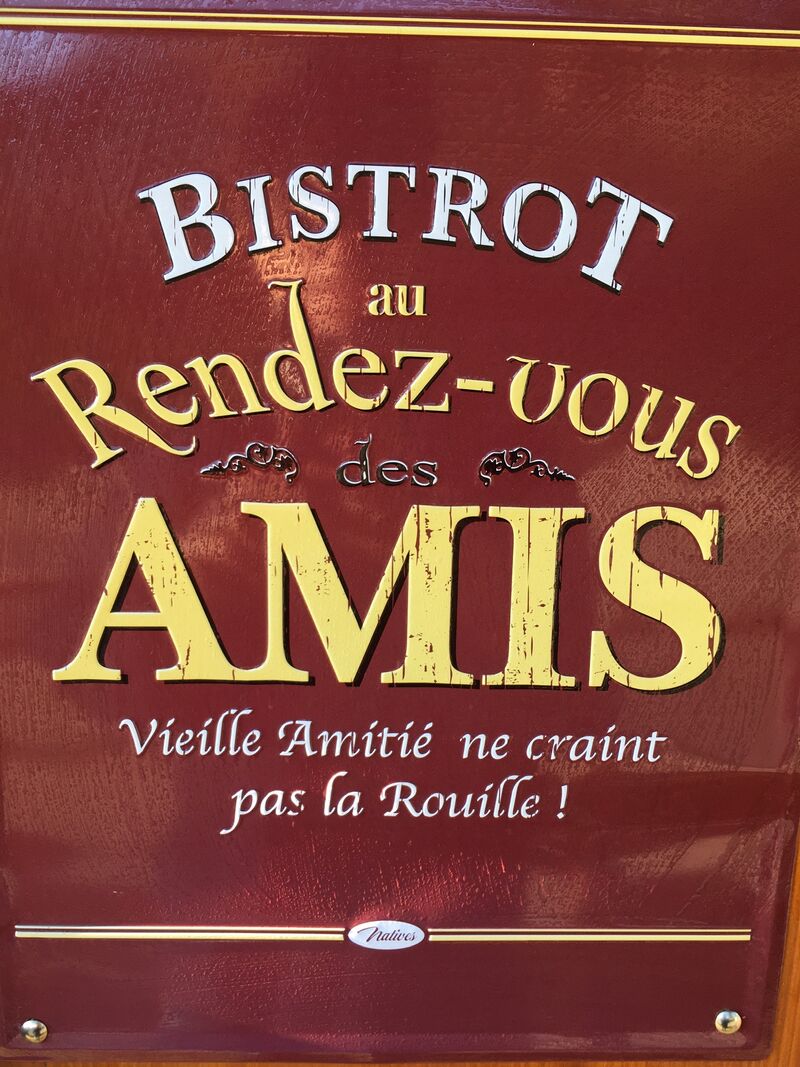 BISTROT
au
Rendez-vous
des
AMIS
Vieille Amitié ne craint
pas la Rouille !
Natives